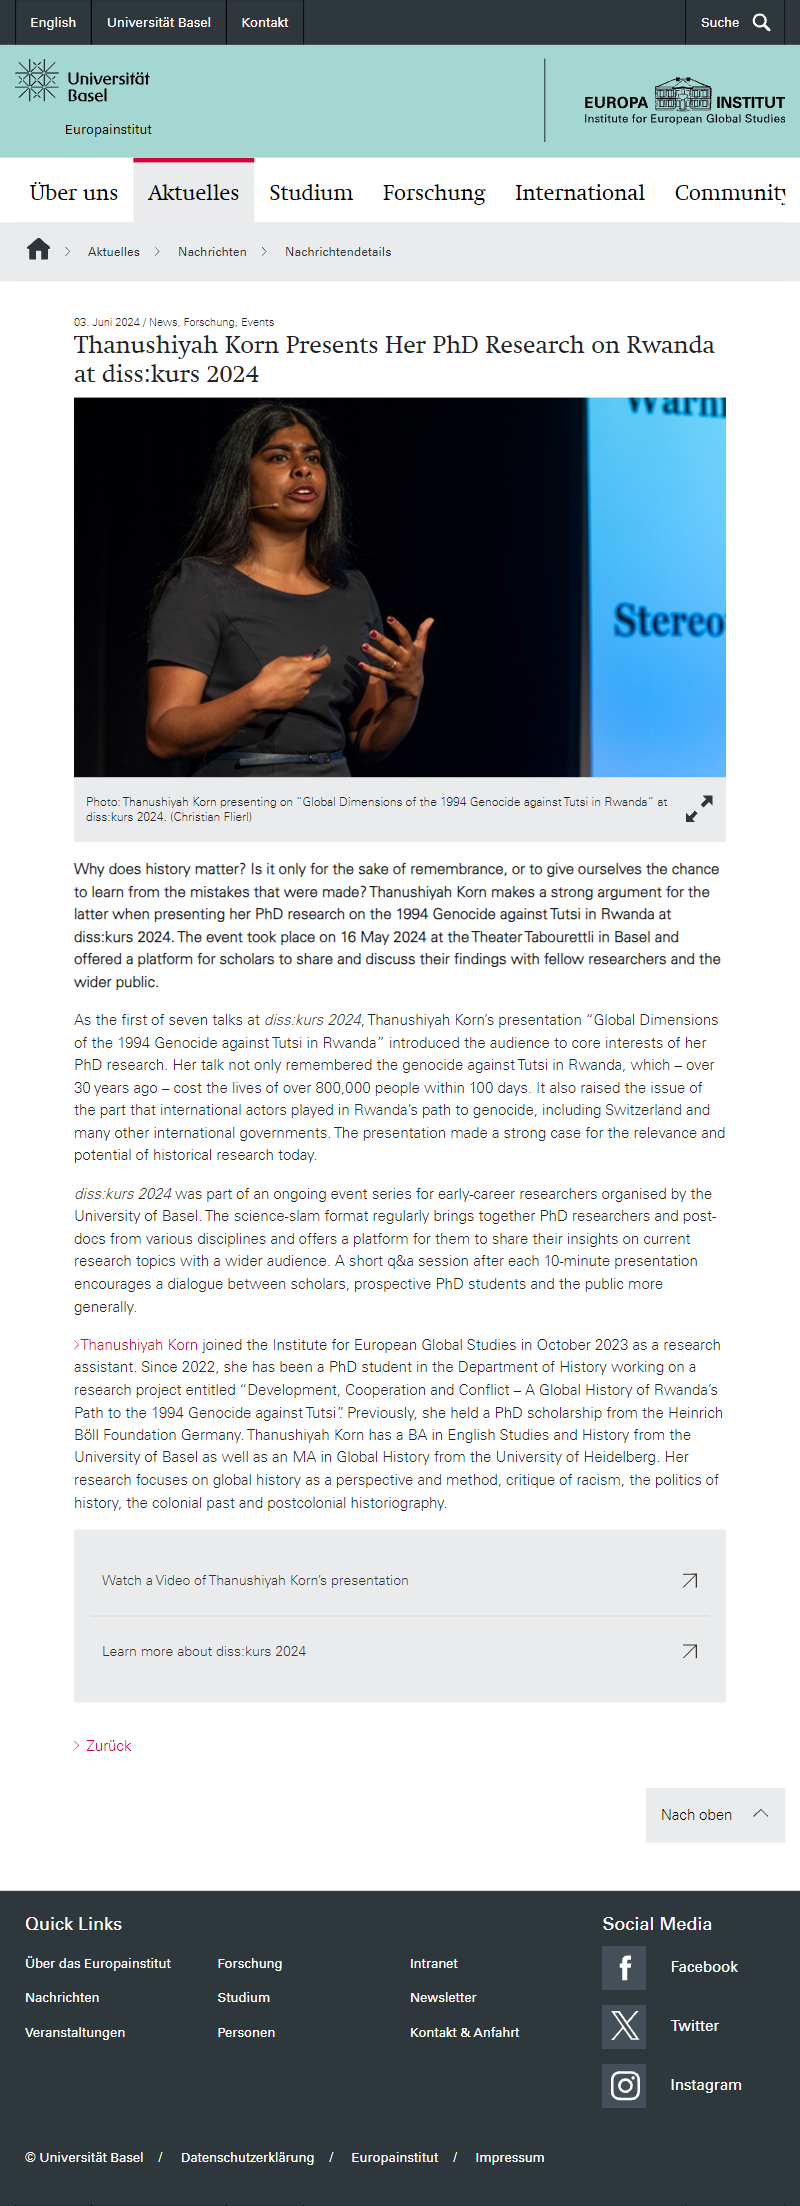 English
Universität Basel
Kontakt
Suche
Universität
Basel
Europainstitut
EUROPA INSTITUT
Institute for European Global Studies
Über uns
Aktuelles
Studium
Forschung
International
Community
Aktuelles
Nachrichten
Nachrichtendetails
03. Juni 2024 / News, Forschung, Events
Thanushiyah Korn Presents Her PhD Research on Rwanda
at diss:kurs 2024
Photo: Thanushiyah Korn presenting on “Global Dimensions of the 1994 Genocide against Tutsi in Rwanda” at
diss:kurs 2024. (Christian Flierl)
Why does history matter? Is it only for the sake of remembrance, or to give ourselves the chance
to learn from the mistakes that were made? Thanushiyah Korn makes a strong argument for the
latter when presenting her PhD research on the 1994 Genocide against Tutsi in Rwanda at
diss:kurs 2024. The event took place on 16 May 2024 at the Theater Tabourettli in Basel and
offered a platform for scholars to share and discuss their findings with fellow researchers and the
wider public.
As the first of seven talks at diss:kurs 2024, Thanushiyah Korn’s presentation “Global Dimensions
of the 1994 Genocide against Tutsi in Rwanda” introduced the audience to core interests of her
PhD research. Her talk not only remembered the genocide against Tutsi in Rwanda, which – over
30 years ago – cost the lives of over 800,000 people within 100 days. It also raised the issue of
the part that international actors played in Rwanda’s path to genocide, including Switzerland and
many other international governments. The presentation made a strong case for the relevance and
potential of historical research today.
diss:kurs 2024 was part of an ongoing event series for early-career researchers organised by the
University of Basel. The science-slam format regularly brings together PhD researchers and post-
docs from various disciplines and offers a platform for them to share their insights on current
research topics with a wider audience. A short q&a session after each 10-minute presentation
encourages a dialogue between scholars, prospective PhD students and the public more
generally.
Thanushiyah Korn joined the Institute for European Global Studies in October 2023 as a research
assistant. Since 2022, she has been a PhD student in the Department of History working on a
research project entitled “Development, Cooperation and Conflict – A Global History of Rwanda’s
Path to the 1994 Genocide against Tutsi”. Previously, she held a PhD scholarship from the Heinrich
Böll Foundation Germany. Thanushiyah Korn has a BA in English Studies and History from the
University of Basel as well as an MA in Global History from the University of Heidelberg. Her
research focuses on global history as a perspective and method, critique of racism, the politics of
history, the colonial past and postcolonial historiography.
Watch a Video of Thanushiyah Korn’s presentation
Learn more about diss:kurs 2024
Zurück
Nach oben
Quick Links
Über das Europainstitut
Nachrichten
Veranstaltungen
Forschung
Studium
Personen
Intranet
Newsletter
Kontakt & Anfahrt
Social Media
Facebook
Twitter
Instagram
© Universität Basel / Datenschutzerklärung / Europainstitut / Impressum